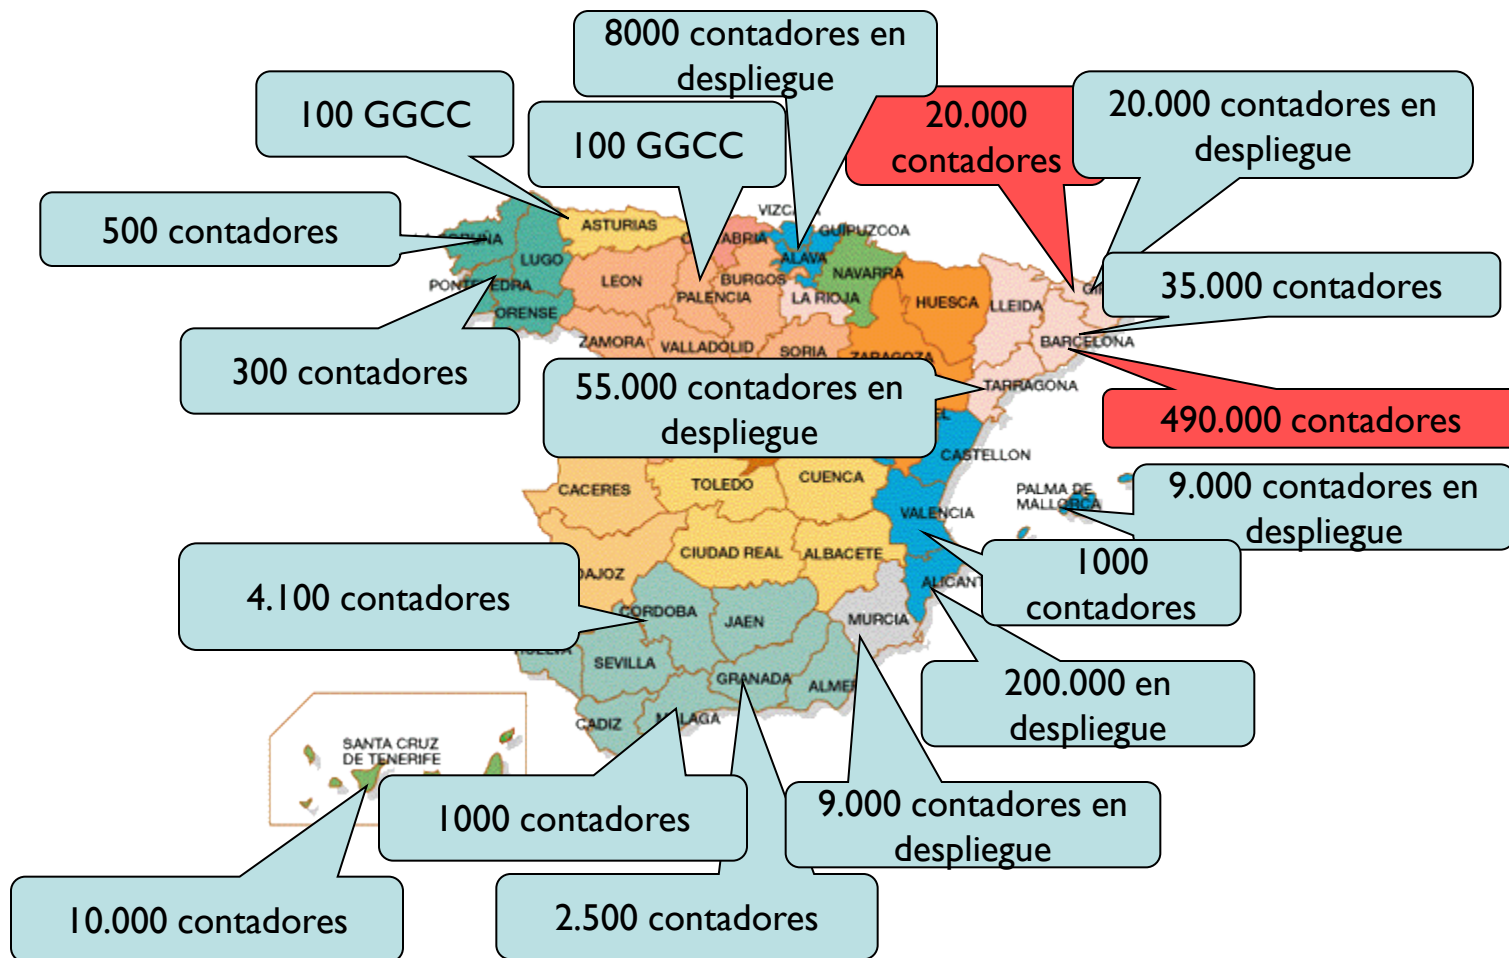 8000 contadores en
despliegue
100 GGCC
100 GGCC
20.000
contadores
20.000 contadores en
despliegue
500 contadores
35.000 contadores
300 contadores
55.000 contadores en
despliegue
490.000 contadores
9.000 contadores en
despliegue
1000
contadores
4.100 contadores
200.000 en
despliegue
1000 contadores
9.000 contadores en
despliegue
10.000 contadores
2.500 contadores
ASTURIAS
LUGO
ORENSE
LEON
PALENCIA
BURGOS
ALAVA
GUIPUZCOA
NAVARRA
LA RIOJA
HUESCA
LLEIDA
BARCELONA
TARRAGONA
ZAMORA
VALLADOLID
SORIA
ZARAGOZA
CASTELLON
CACERES
TOLEDO
CUENCA
VALENCIA
PALMA DE
MALLORCA
CIUDAD REAL
ALBACETE
CORDOBA
JAEN
MURCIA
SEVILLA
GRANADA
CADIZ
SANTA CRUZ
DE TENERIFE